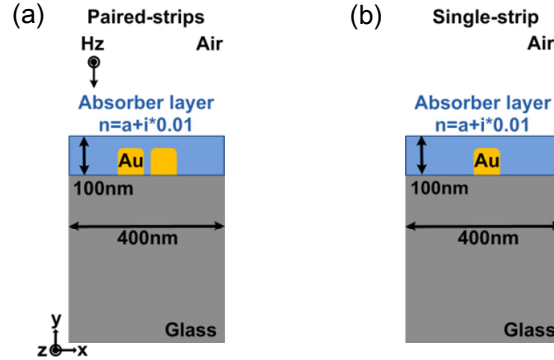 (a)
Paired-strips
Hz
Air
Absorber layer
n=a+i*0.01
Au
100nm
400nm
y
z
x
Glass
(b)
Single-strip
Air
Absorber layer
n=a+i*0.01
Au
100nm
400nm
Glass